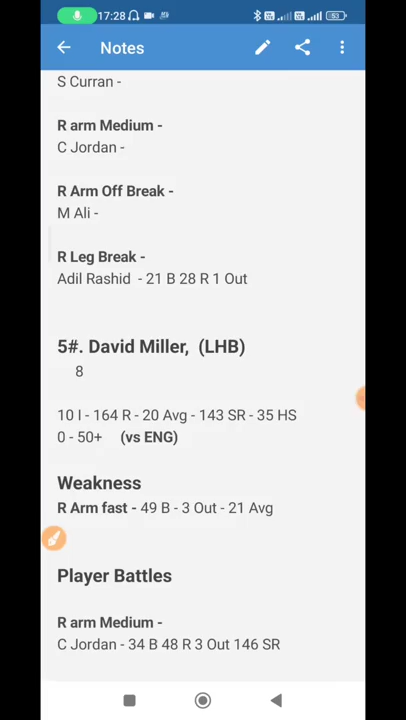 17:28
53
Notes
S Curran -
R arm Medium -
C Jordan -
R Arm Off Break -
M Ali -
R Leg Break -
Adil Rashid - 21 B 28 R 1 Out
5#. David Miller, (LHB)
8
10 I - 164 R - 20 Avg - 143 SR - 35 HS
0 - 50+ (vs ENG)
Weakness
R Arm fast - 49 B - 3 Out - 21 Avg
Player Battles
R arm Medium -
C Jordan - 34 B 48 R 3 Out 146 SR